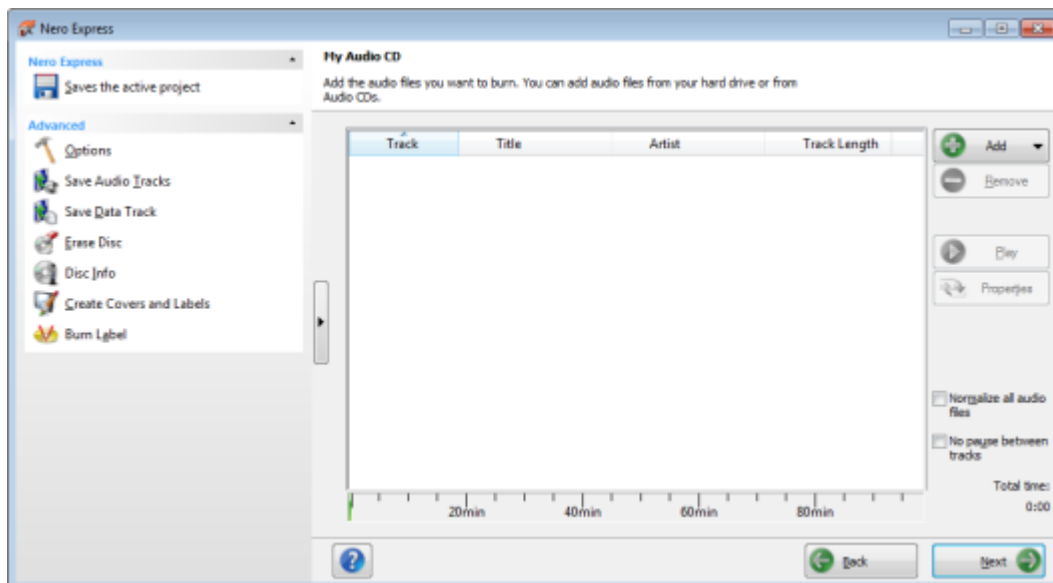 Nero Express
Nero Express
Saves the active project
Advanced
Options
Save Audio Tracks
Save Data Track
Erase Disc
Disc Info
Create Covers and Labels
Burn Label
My Audio CD
Add the audio files you want to burn. You can add audio files from your hard drive or from
Audio CDs.
Track Title Artist Track Length
Add
Remove
Play
Properties
Normalize all audio
files
No pause between
tracks
Total time:
0:00
20min 40min 60min 80min
? Back Next